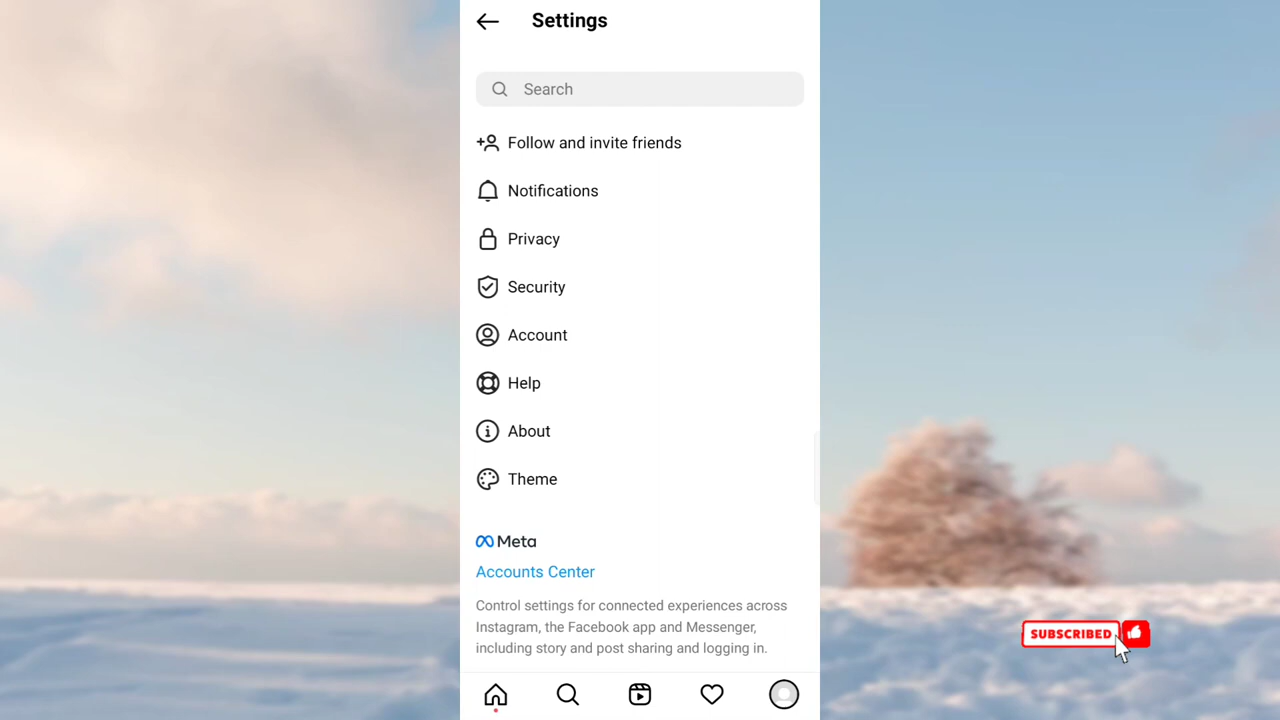 Settings
Search
Follow and invite friends
Notifications
Privacy
Security
Account
Help
About
Theme
Meta
Accounts Center
Control settings for connected experiences across
Instagram, the Facebook app and Messenger,
including story and post sharing and logging in.
SUBSCRIBED